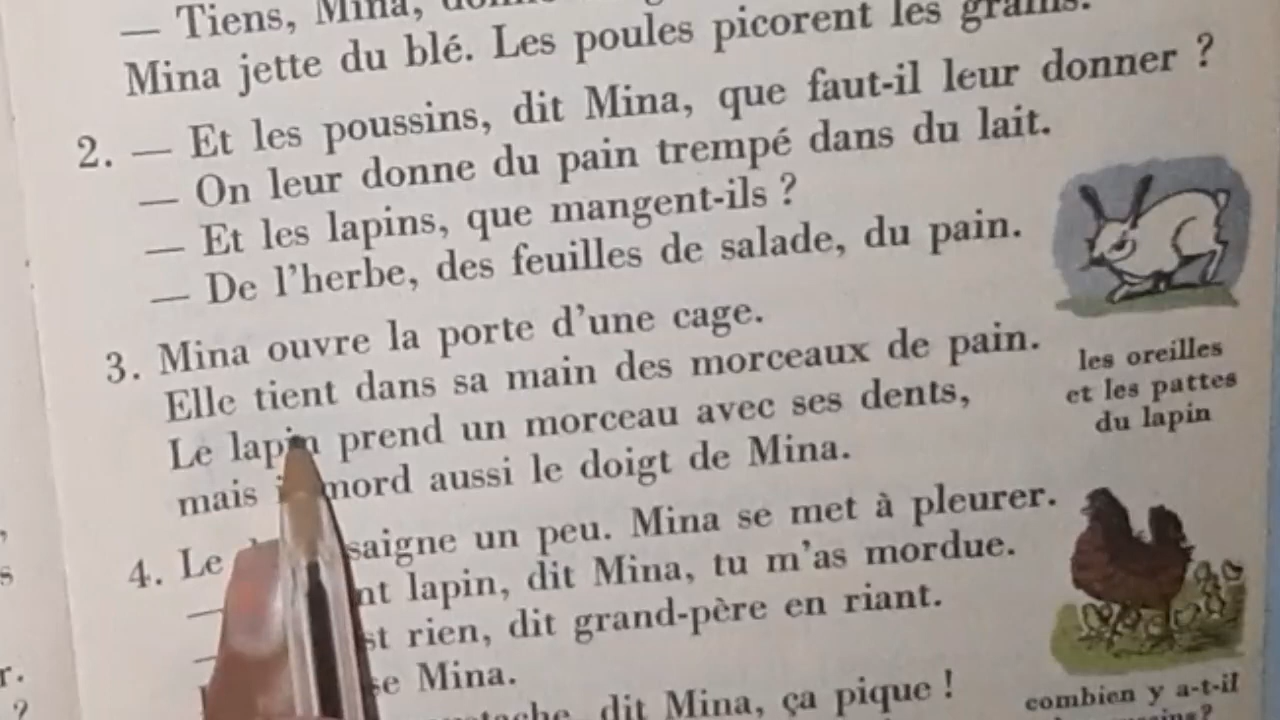 — Tiens, Mina,
Mina jette du blé. Les poules picorent les grains.
2. — Et les poussins, dit Mina, que faut-il leur donner ?
— On leur donne du pain trempé dans du lait.
— Et les lapins, que mangent-ils ?
— De l'herbe, des feuilles de salade, du pain.
3. Mina ouvre la porte d'une cage.
Elle tient dans sa main des morceaux de pain.
Le lapin prend un morceau avec ses dents,
mais mord aussi le doigt de Mina.
4. Le saigne un peu. Mina se met à pleurer.
— lapin, dit Mina, tu m'as mordue.
— rien, dit grand-père en riant.
Mina.
dit Mina, ça pique !
les oreilles
et les pattes
du lapin
combien y a-t-il